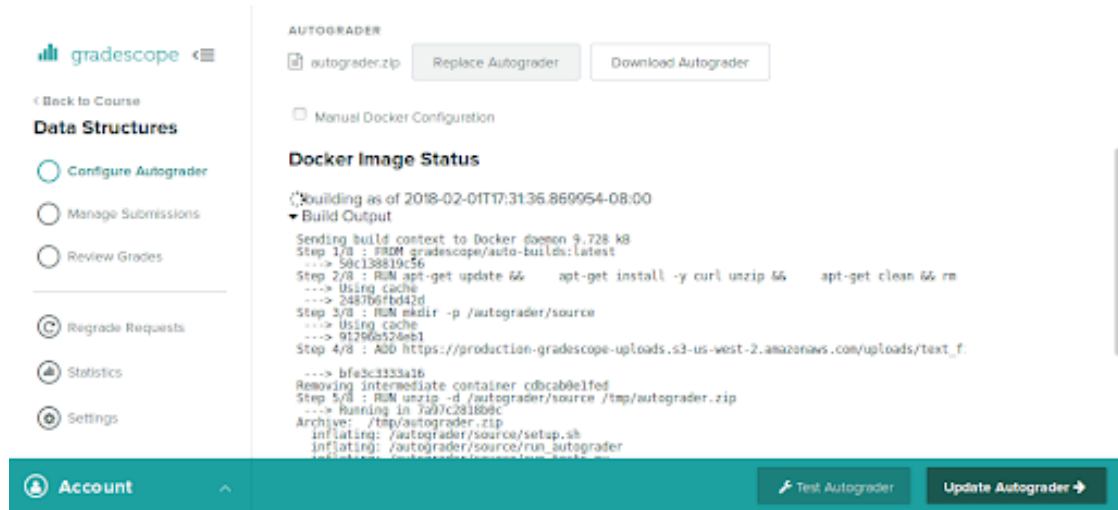 gradescope
< Back to Course
Data Structures
Configure Autograder
Manage Submissions
Review Grades
Regrade Requests
Statistics
Settings
Account
AUTOGRADER
autograder.zip Replace Autograder Download Autograder
Manual Docker Configuration
Docker Image Status
building as of 2018-02-01T17:31:36.869954-08:00
Build Output
Sending build context to Docker daemon 9.728 kB
Step 1/8 : FROM gradescope/auto-builds:latest
---> 50c138819c56
Step 2/8 : RUN apt-get update && apt-get install -y curl unzip && apt-get clean && rm
---> Using cache
---> 2487b6fbd42d
Step 3/8 : RUN mkdir -p /autograder/source
---> Using cache
---> 91296b524eb1
Step 4/8 : ADD https://production-gradescope-uploads.s3-us-west-2.amazonaws.com/uploads/text_f
---> bfe3c3333a16
Removing intermediate container cdbcab0e1fed
Step 5/8 : RUN unzip -d /autograder/source /tmp/autograder.zip
---> Running in 7a97c2818b0c
Archive: /tmp/autograder.zip
inflating: /autograder/source/setup.sh
inflating: /autograder/source/run_autograder
Test Autograder
Update Autograder